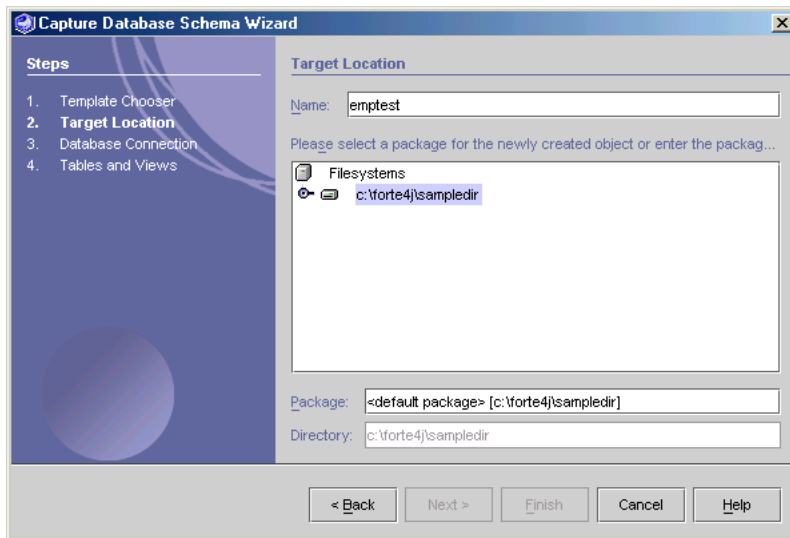 Capture Database Schema Wizard
Steps
1. Template Chooser
2. Target Location
3. Database Connection
4. Tables and Views
Target Location
Name: emptest
Please select a package for the newly created object or enter the packag...
Filesystems
c:\forte4j\sampledir
Package: <default package> [c:\forte4j\sampledir]
Directory: c:\forte4j\sampledir
< Back Next > Finish Cancel Help